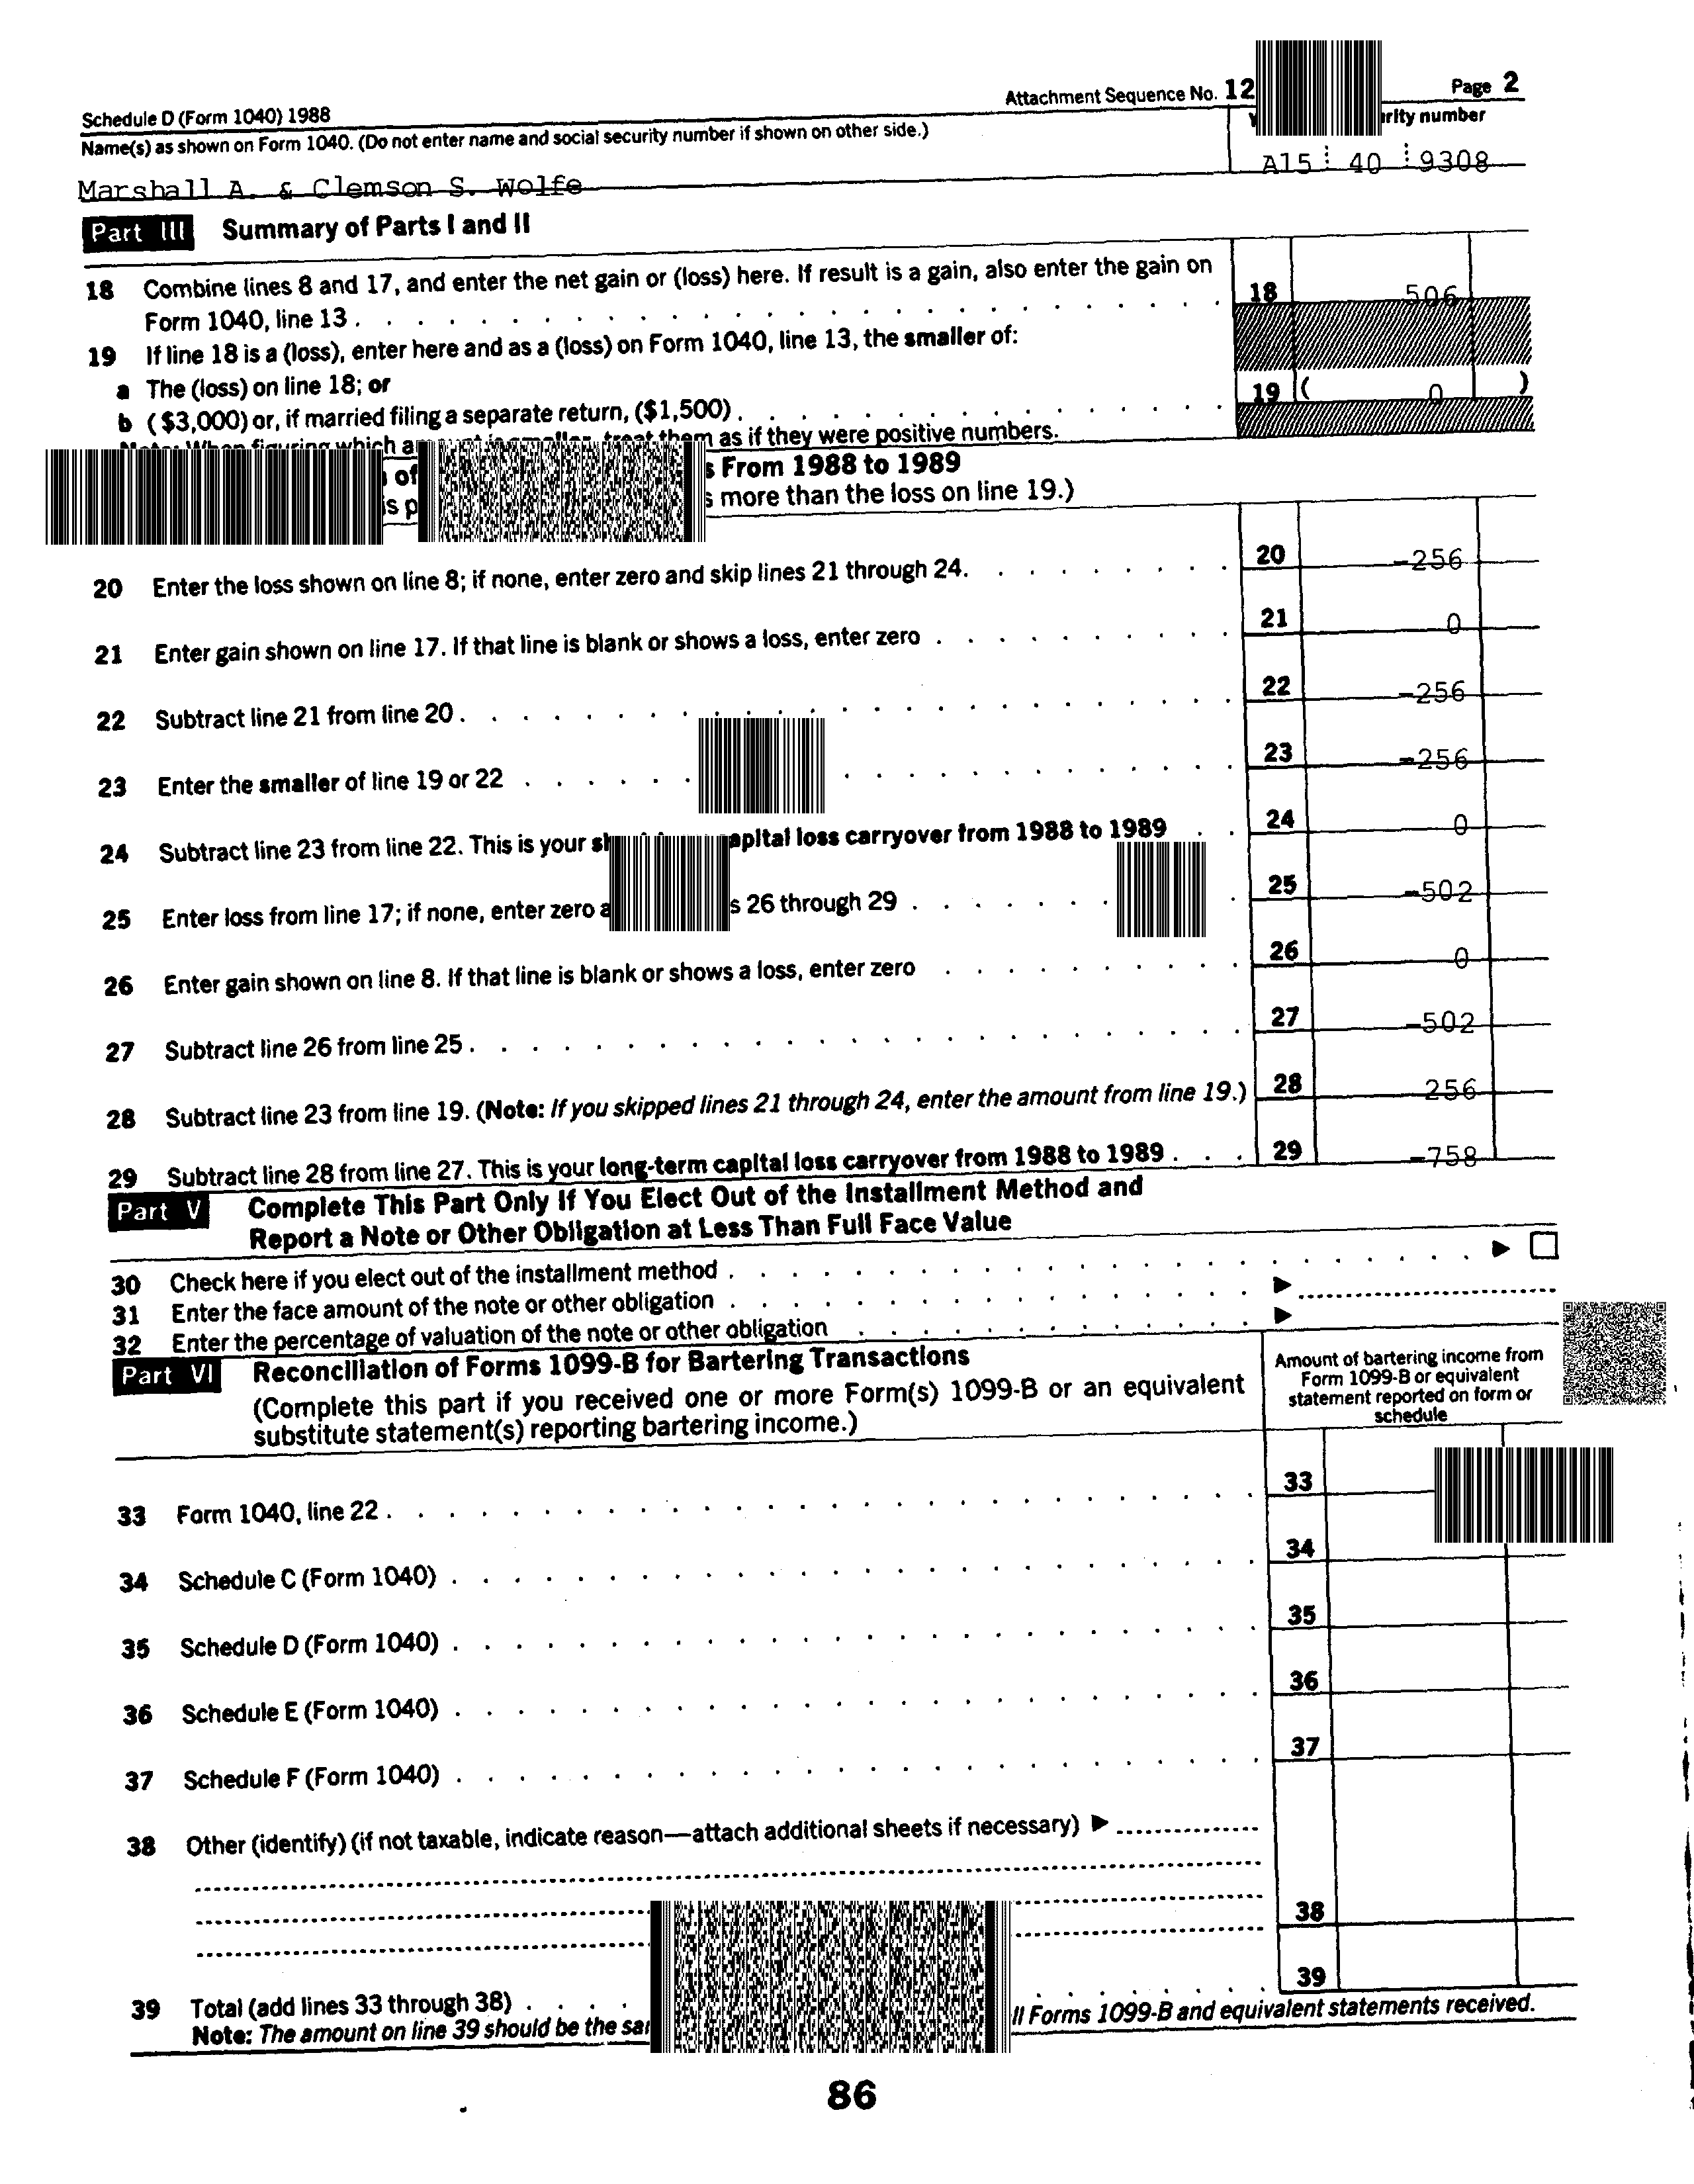 Schedule D (Form 1040) 1988 Attachment Sequence No. 12 Page 2
Name(s) as shown on Form 1040. (Do not enter name and social security number if shown on other side.) number
Marshall A. & Clemson S. Wolfe A15 40 9308
Part III Summary of Parts I and II
18 Combine lines 8 and 17, and enter the net gain or (loss) here. If result is a gain, also enter the gain on
Form 1040, line 13 . . . 18 506
19 If line 18 is a (loss), enter here and as a (loss) on Form 1040, line 13, the smaller of:
a The (loss) on line 18; or
b ($3,000) or, if married filing a separate return, ($1,500) . . . 19 ( 0 )
Note: When figuring which treat them as if they were positive numbers.
of From 1988 to 1989
more than the loss on line 19.)
20 Enter the loss shown on line 8; if none, enter zero and skip lines 21 through 24. . . . 20 -256
21 Enter gain shown on line 17. If that line is blank or shows a loss, enter zero . . . 21 0
22 Subtract line 21 from line 20 . . . 22 -256
23 Enter the smaller of line 19 or 22 . . . 23 -256
24 Subtract line 23 from line 22. This is your capital loss carryover from 1988 to 1989 . . 24 0
25 Enter loss from line 17; if none, enter zero 26 through 29 . . . 25 -502
26 Enter gain shown on line 8. If that line is blank or shows a loss, enter zero . . . 26 0
27 Subtract line 26 from line 25 . . . 27 -502
28 Subtract line 23 from line 19. (Note: If you skipped lines 21 through 24, enter the amount from line 19.) 28 256
29 Subtract line 28 from line 27. This is your long-term capital loss carryover from 1988 to 1989 . . . 29 -758
Part V Complete This Part Only If You Elect Out of the Installment Method and
Report a Note or Other Obligation at Less Than Full Face Value
30 Check here if you elect out of the installment method . . . ► ☐
31 Enter the face amount of the note or other obligation . . . ►
32 Enter the percentage of valuation of the note or other obligation . . . ►
Part VI Reconciliation of Forms 1099-B for Bartering Transactions
(Complete this part if you received one or more Form(s) 1099-B or an equivalent
substitute statement(s) reporting bartering income.)
Amount of bartering income from
Form 1099-B or equivalent
statement reported on form or
schedule
33 Form 1040, line 22 . . . 33
34 Schedule C (Form 1040) . . . 34
35 Schedule D (Form 1040) . . . 35
36 Schedule E (Form 1040) . . . 36
37 Schedule F (Form 1040) . . . 37
38 Other (identify) (if not taxable, indicate reason—attach additional sheets if necessary) ►
38
39 Total (add lines 33 through 38) . . . 39
Note: The amount on line 39 should be the Forms 1099-B and equivalent statements received.
86